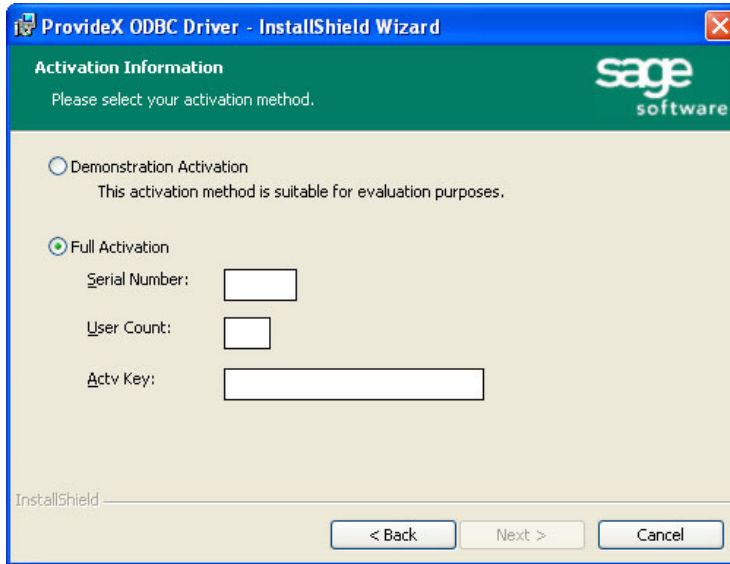 ProvideX ODBC Driver - InstallShield Wizard
Activation Information
Please select your activation method.
sage
software
Demonstration Activation
This activation method is suitable for evaluation purposes.
Full Activation
Serial Number:
User Count:
Actv Key:
InstallShield
< Back
Next >
Cancel